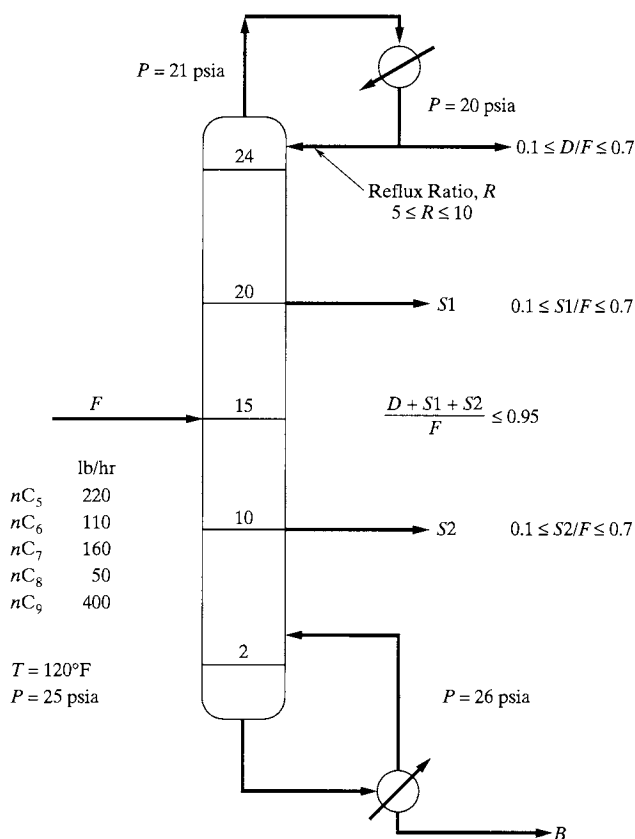 P = 21 psia
P = 20 psia
24
0.1 ≤ D/F ≤ 0.7
Reflux Ratio, R
5 ≤ R ≤ 10
20
S1
0.1 ≤ S1/F ≤ 0.7
F
15
D + S1 + S2
F
≤ 0.95
lb/hr
nC₅ 220
nC₆ 110
nC₇ 160
nC₈ 50
nC₉ 400
10
S2
0.1 ≤ S2/F ≤ 0.7
T = 120°F
P = 25 psia
2
P = 26 psia
B